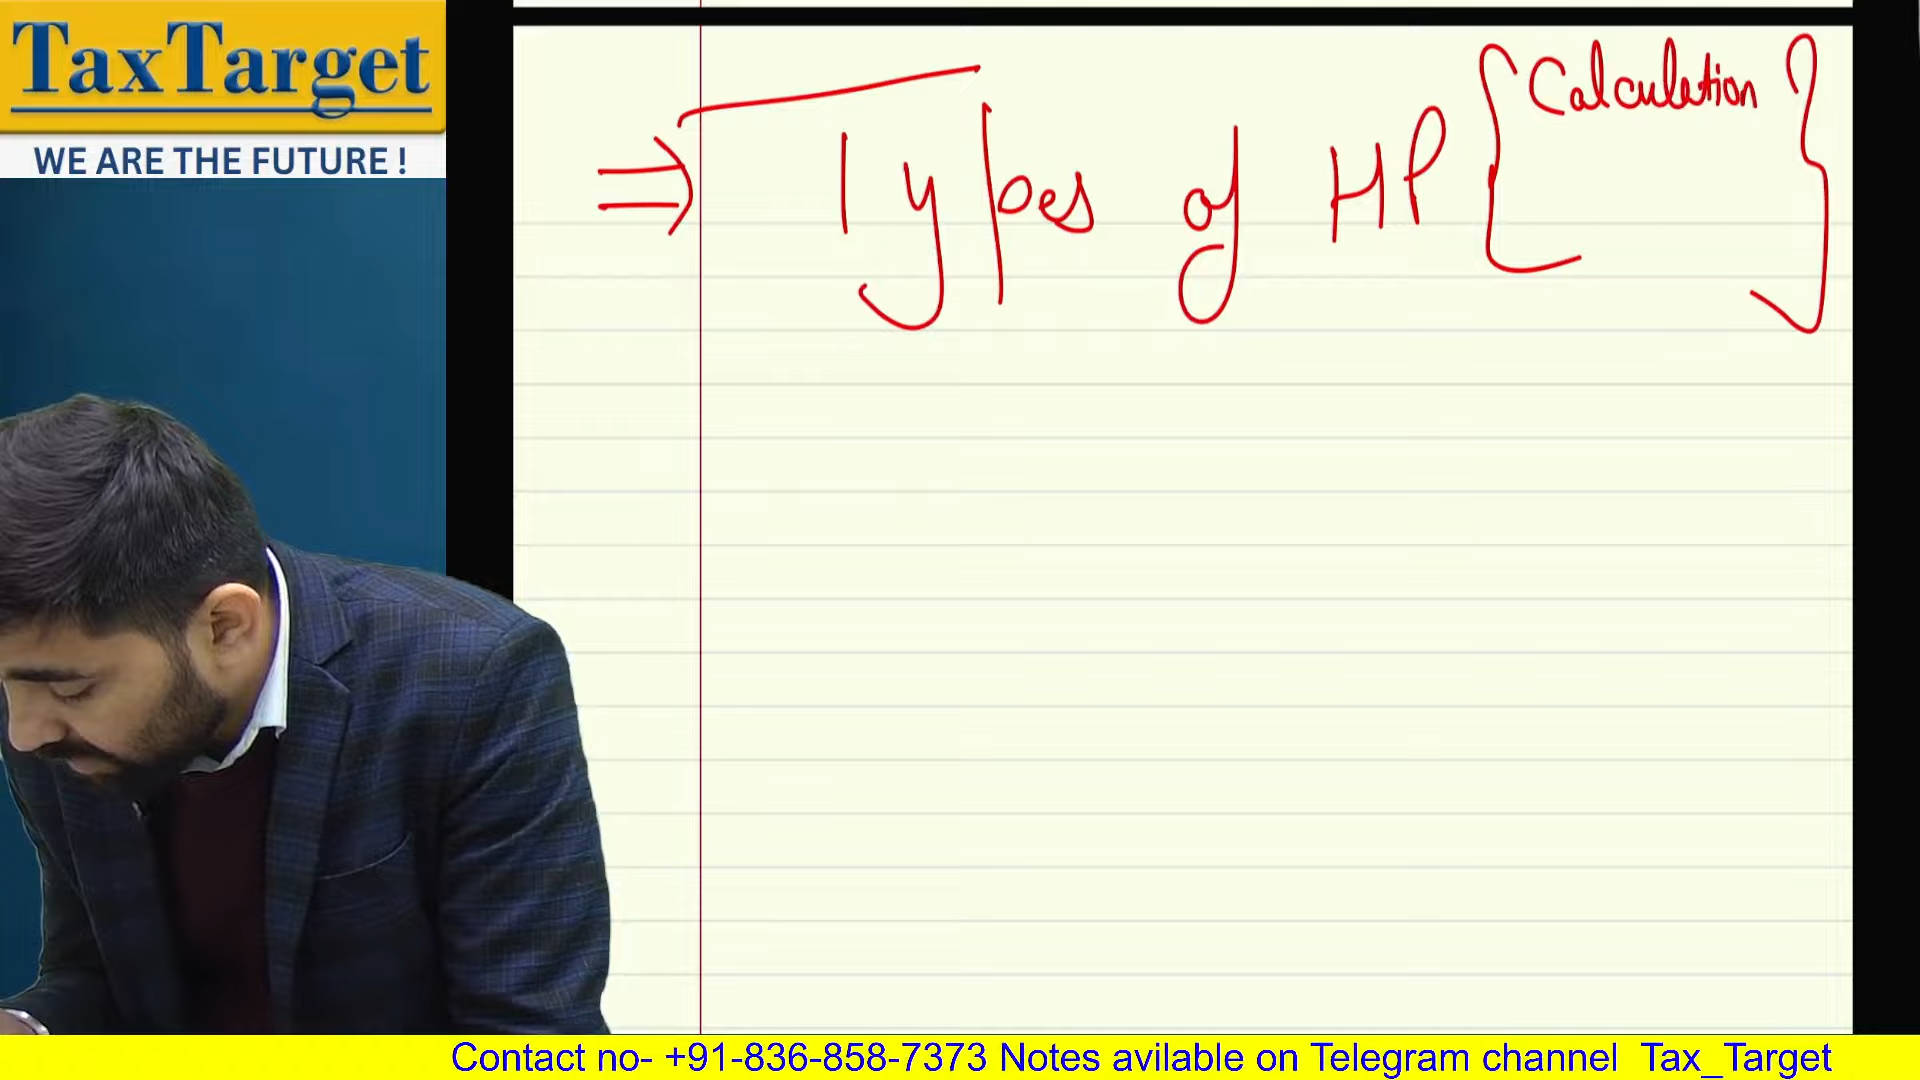 TaxTarget
WE ARE THE FUTURE !
⇒ Types of HP { Calculation }
Contact no- +91-836-858-7373 Notes avilable on Telegram channel Tax_Target